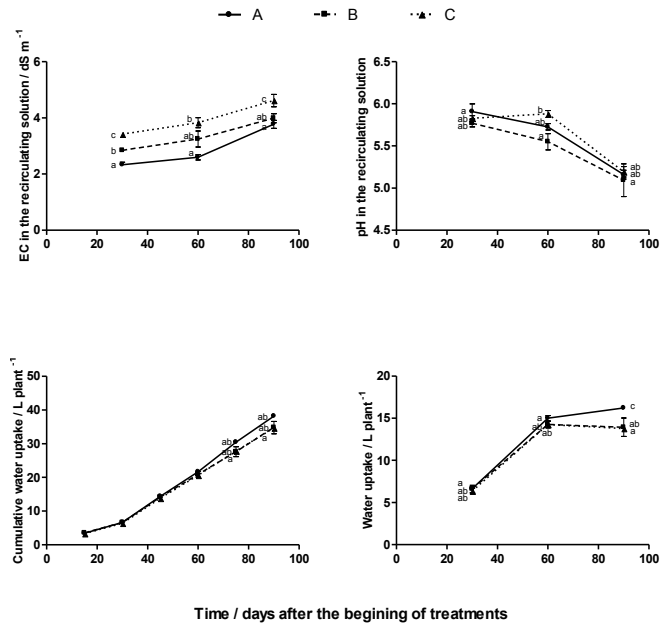 A B C
EC in the recirculating solution / dS m-1
6
4
2
0
0 20 40 60 80 100
c
b
a
b
ab
a
c
ab
a
pH in the recirculating solution
6.5
6.0
5.5
5.0
4.5
0 20 40 60 80 100
a
ab
ab
b
ab
a
ab
ab
a
Cumulative water uptake / L plant-1
50
40
30
20
10
0
0 20 40 60 80 100
ab
ab
a
ab
ab
a
Water uptake / L plant-1
20
15
10
5
0
0 20 40 60 80 100
a
ab
ab
a
ab
ab
c
ab
a
Time / days after the begining of treatments